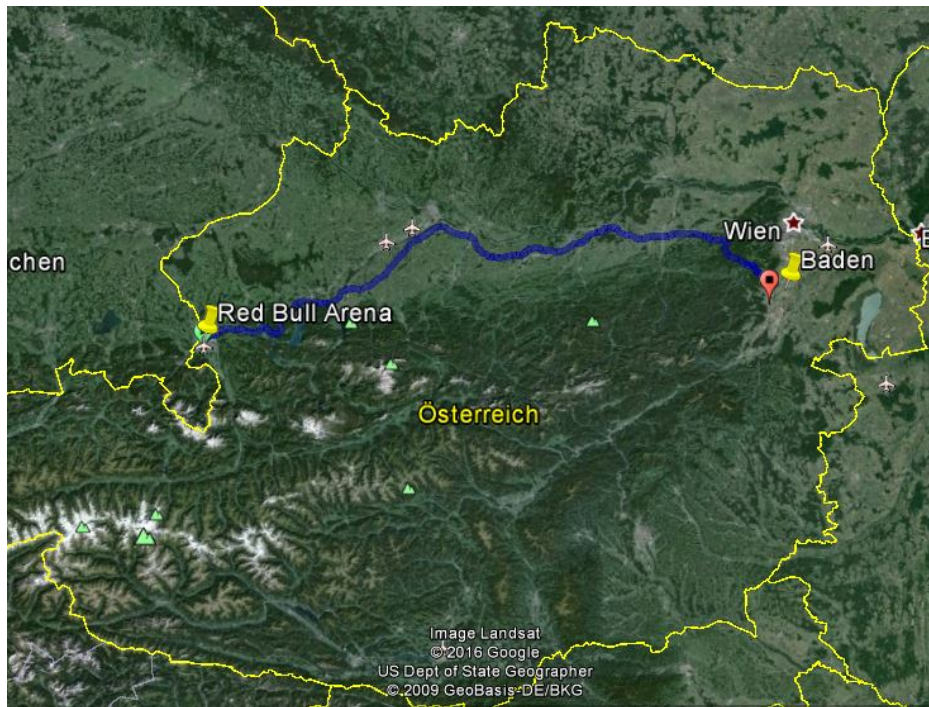 Wien
Baden
chen
Red Bull Arena
Österreich
Image Landsat
© 2016 Google
US Dept of State Geographer
© 2009 GeoBasis-DE/BKG